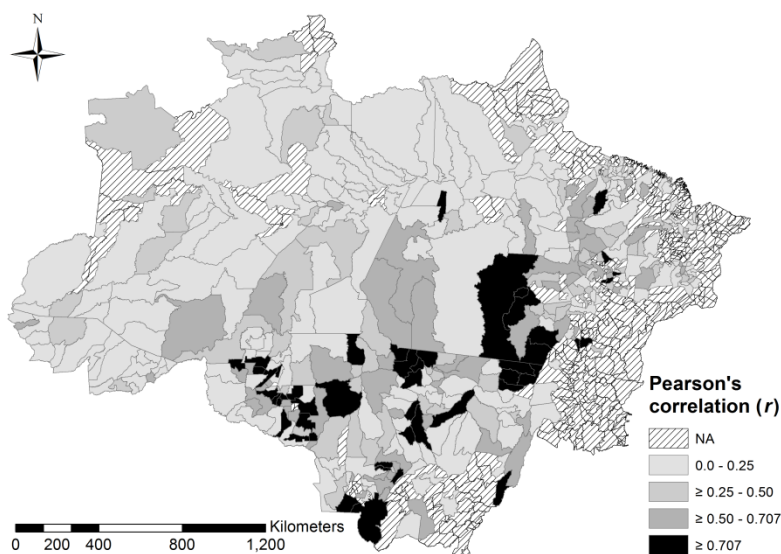 N
Pearson's
correlation (r)
NA
0.0 - 0.25
≥ 0.25 - 0.50
≥ 0.50 - 0.707
≥ 0.707
Kilometers
0 200 400 800 1,200